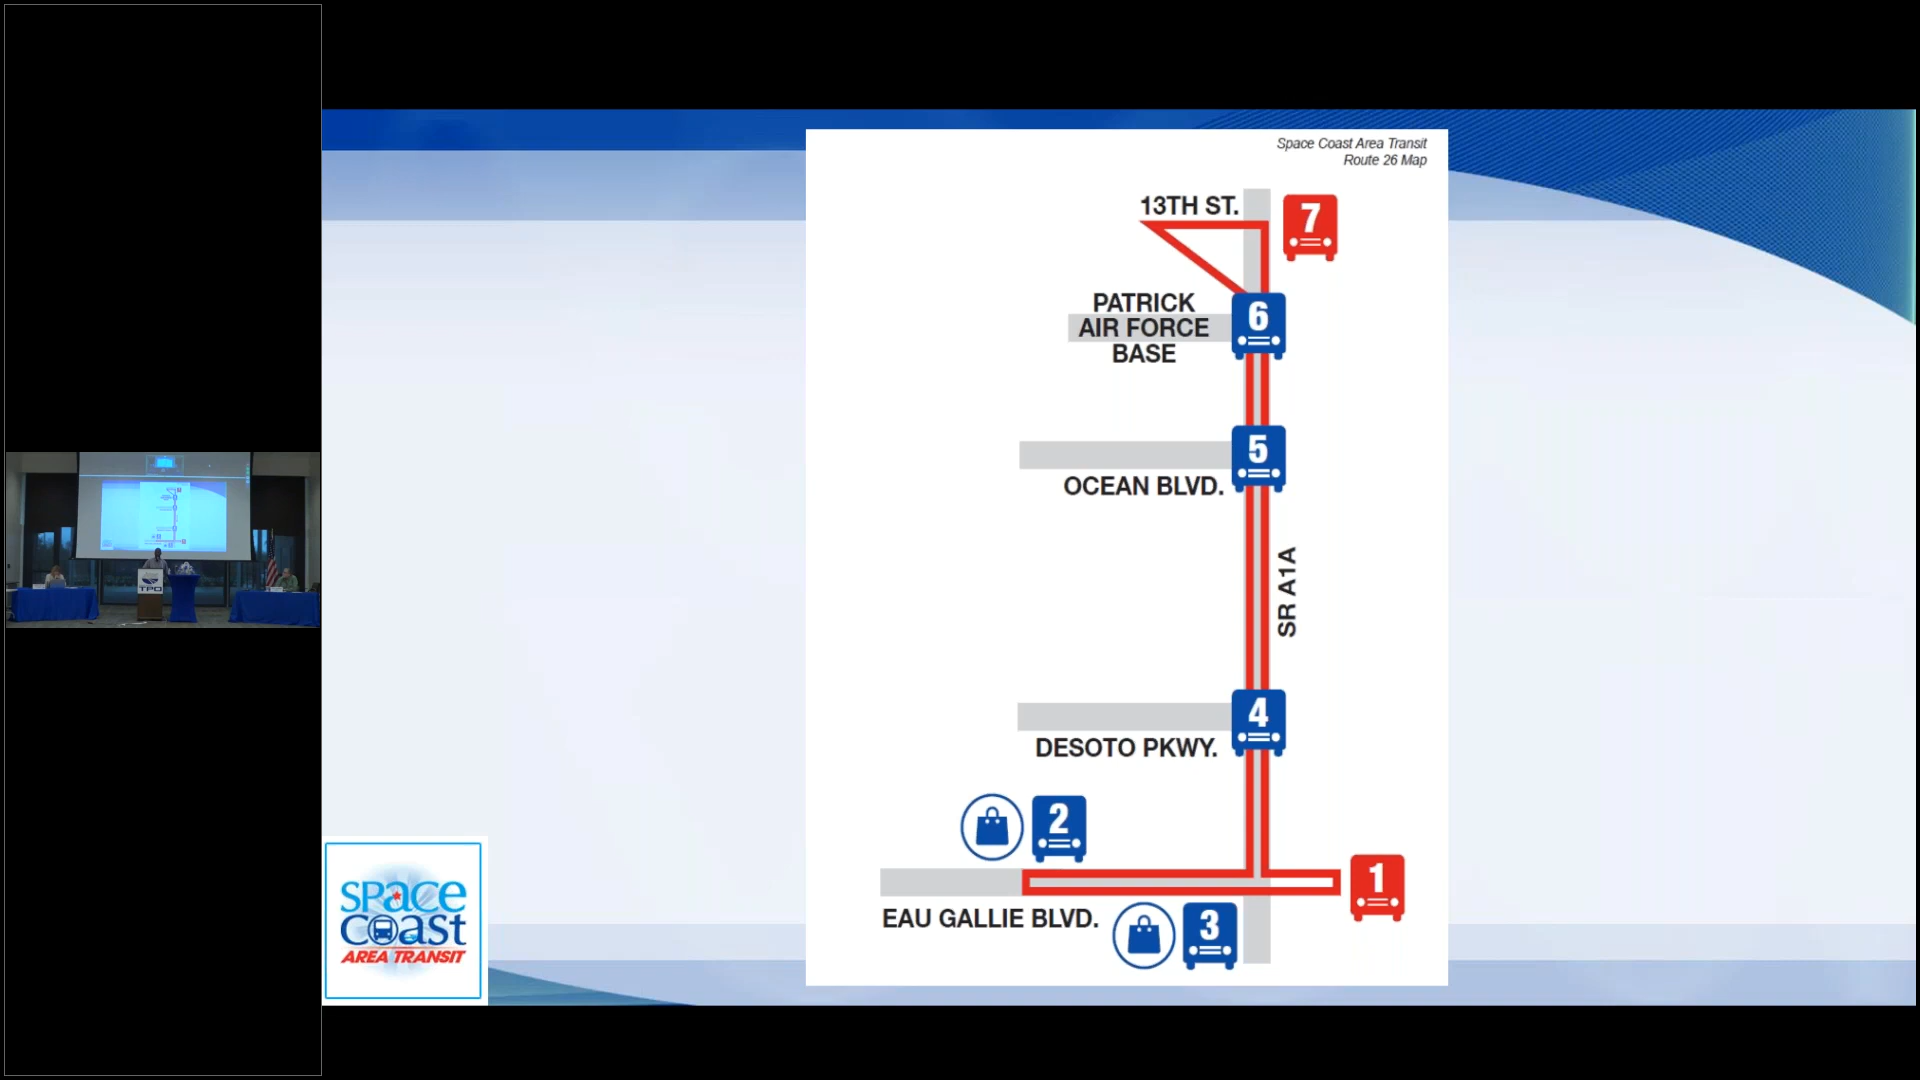 Space Coast Area Transit
Route 26 Map
13TH ST.
7
PATRICK
AIR FORCE
BASE
6
5
OCEAN BLVD.
SR A1A
4
DESOTO PKWY.
2
1
EAU GALLIE BLVD.
3
space
coast
AREA TRANSIT
TPO